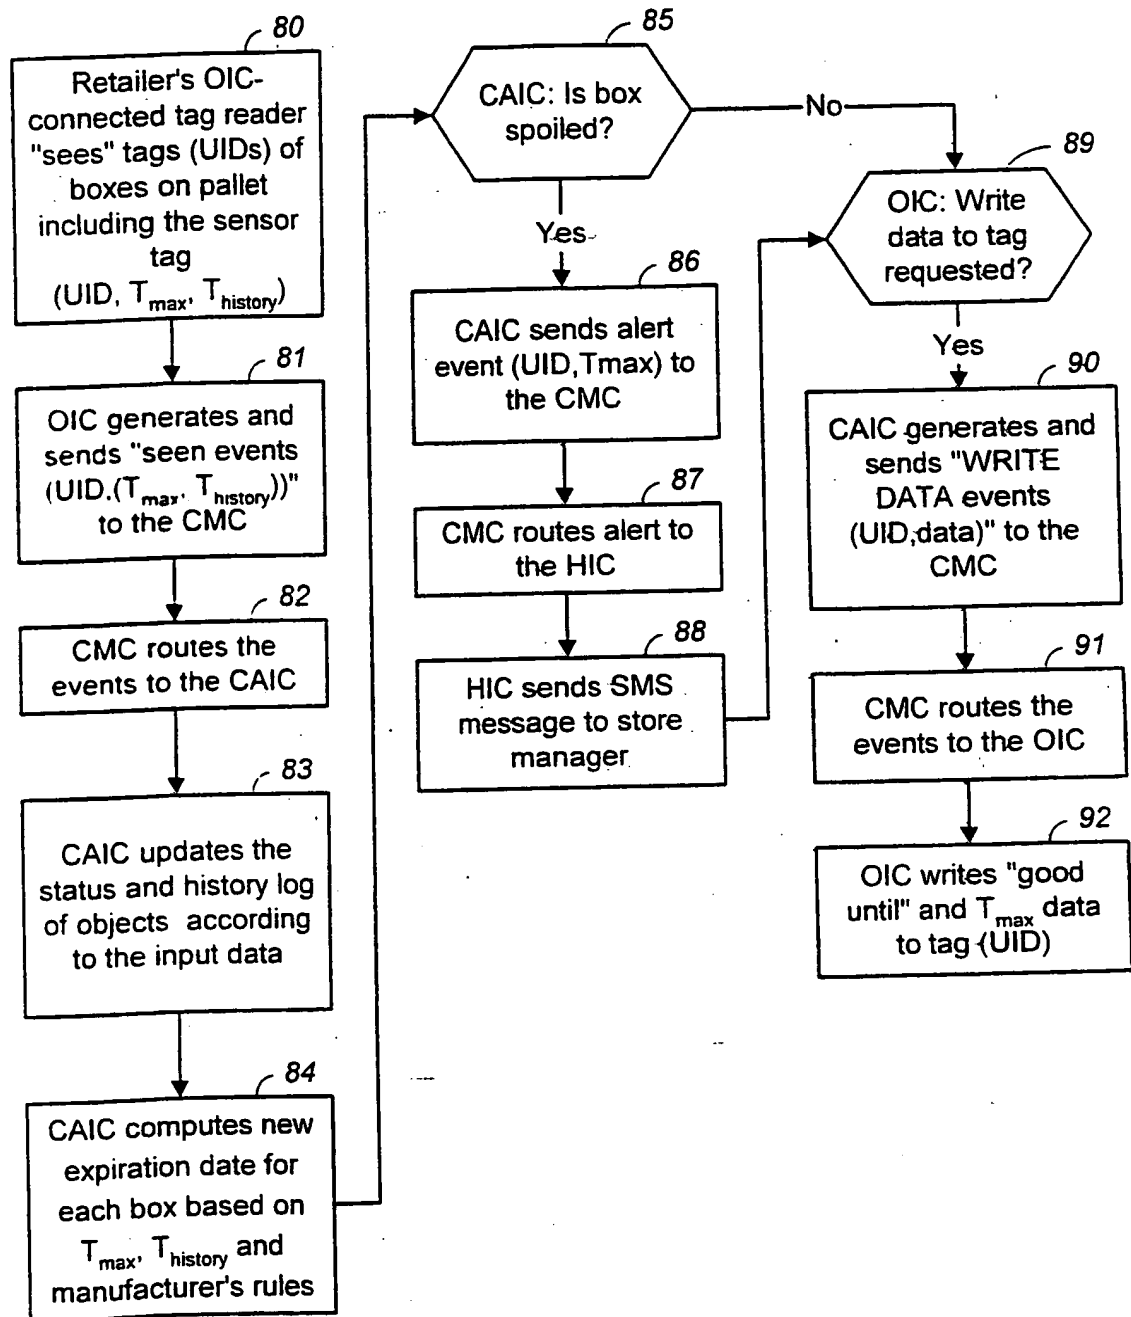 80
Retailer's OIC-
connected tag reader
"sees" tags (UIDs) of
boxes on pallet
including the sensor
tag
(UID, Tmax, Thistory)
81
OIC generates and
sends "seen events
(UID.(Tmax, Thistory))"
to the CMC
82
CMC routes the
events to the CAIC
83
CAIC updates the
status and history log
of objects according
to the input data
84
CAIC computes new
expiration date for
each box based on
Tmax, Thistory and
manufacturer's rules
85
CAIC: Is box
spoiled?
No
Yes
86
CAIC sends alert
event (UID,Tmax) to
the CMC
87
CMC routes alert to
the HIC
88
HIC sends SMS
message to store
manager
89
OIC: Write
data to tag
requested?
Yes
90
CAIC generates and
sends "WRITE
DATA events
(UID,data)" to the
CMC
91
CMC routes the
events to the OIC
92
OIC writes "good
until" and Tmax data
to tag (UID)